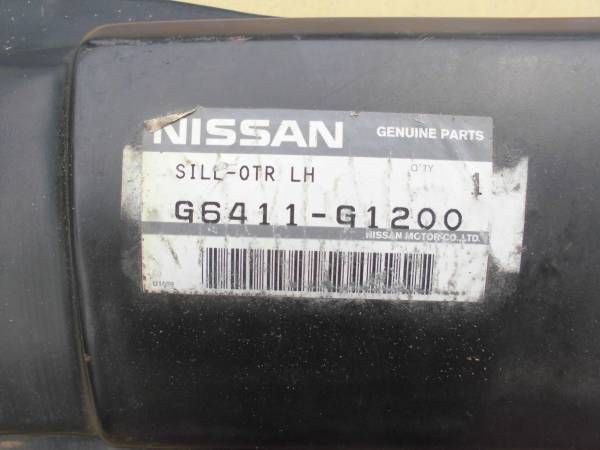 NISSAN GENUINE PARTS
SILL-OTR LH Q'TY 1
G6411-G1200
NISSAN MOTOR CO., LTD.